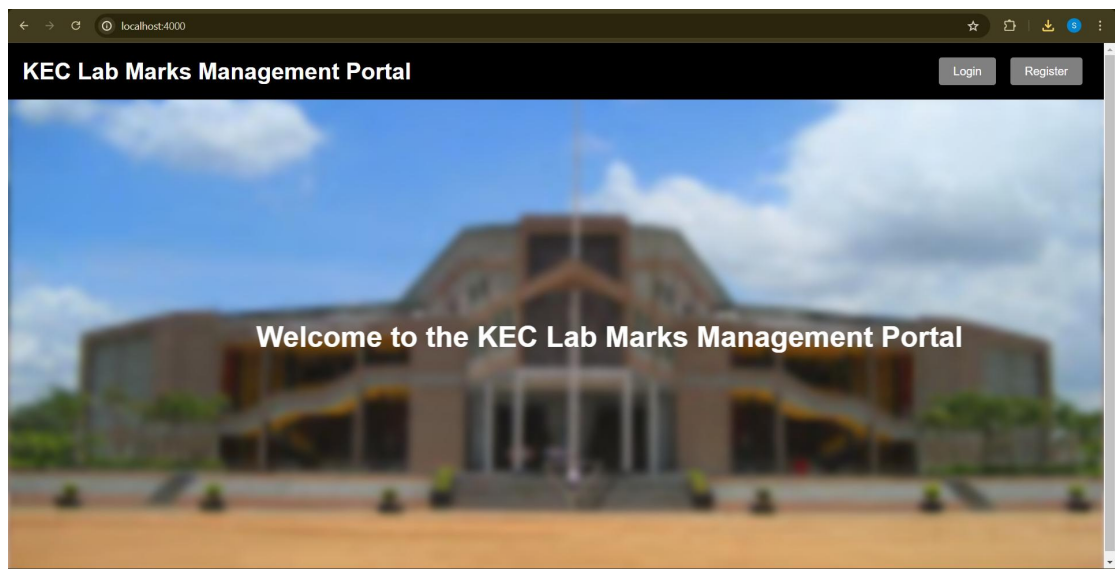 localhost:4000
S
KEC Lab Marks Management Portal
Login
Register
Welcome to the KEC Lab Marks Management Portal